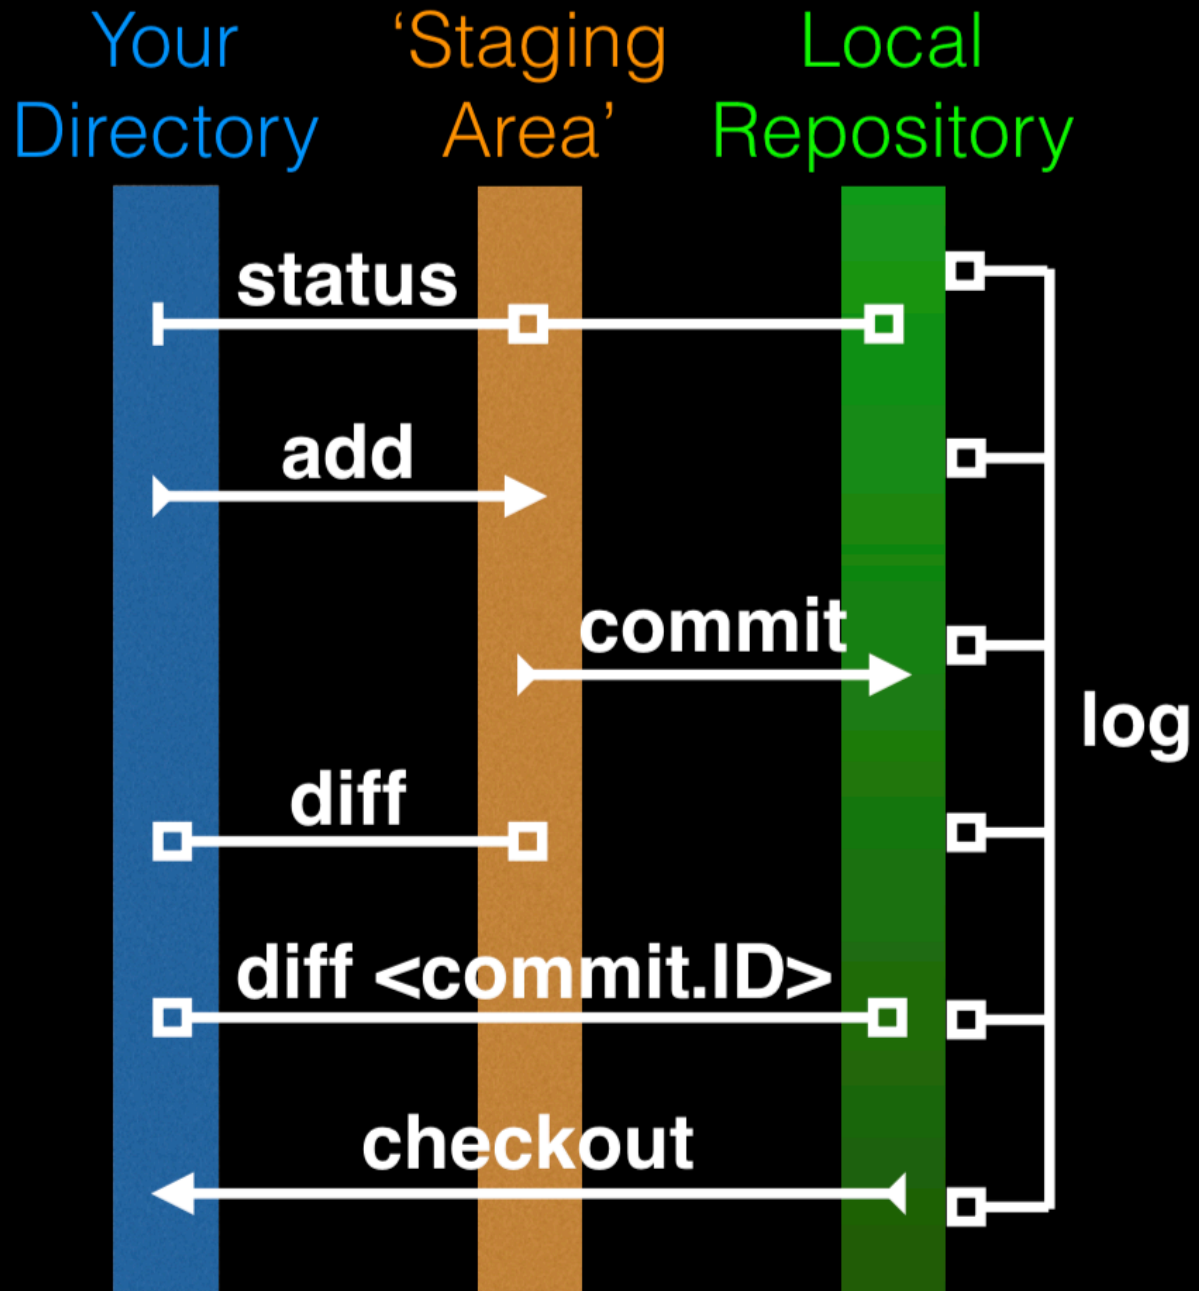 Your Directory
‘Staging Area’
Local Repository
status
add
commit
log
diff
diff <commit.ID>
checkout